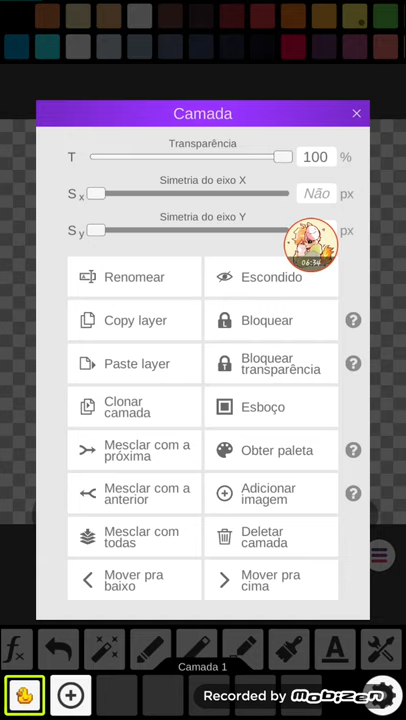 Camada
Transparência
T 100 %
Simetria do eixo X
Sx Não px
Simetria do eixo Y
Sy px
06:34
Renomear
Escondido
Copy layer
Bloquear
Paste layer
Bloquear
transparência
Clonar
camada
Esboço
Mesclar com a
próxima
Obter paleta
Mesclar com a
anterior
Adicionar
imagem
Mesclar com
todas
Deletar
camada
Mover pra
baixo
Mover pra
cima
Camada 1
Recorded by MOBIZEN